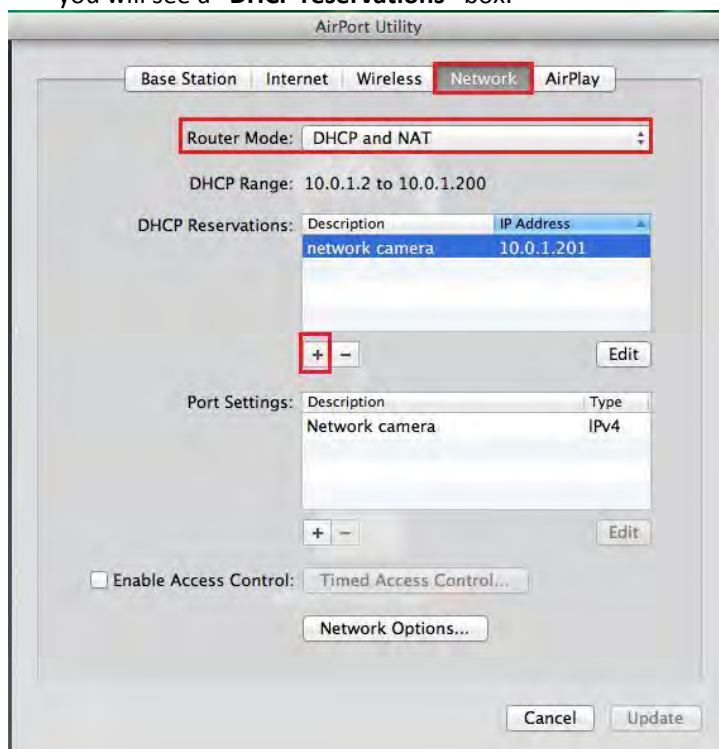 you will see a "DHCP reservations" box.
AirPort Utility
Base Station Internet Wireless Network AirPlay
Router Mode: DHCP and NAT
DHCP Range: 10.0.1.2 to 10.0.1.200
DHCP Reservations: Description IP Address
network camera 10.0.1.201
+ - Edit
Port Settings: Description Type
Network camera IPv4
+ - Edit
Enable Access Control: Timed Access Control...
Network Options...
Cancel Update